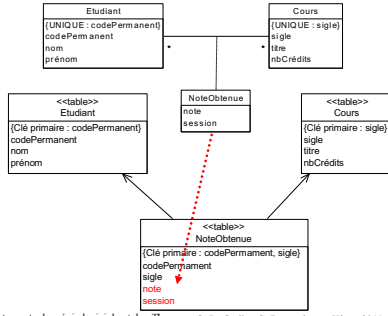 Etudiant
{UNIQUE : codePermanent}
codePermanent
nom
prénom
*
Cours
{UNIQUE : sigle}
sigle
titre
nbCrédits
*
NoteObtenue
note
session
<<table>>
Etudiant
{Clé primaire : codePermanent}
codePermanent
nom
prénom
<<table>>
Cours
{Clé primaire : sigle}
sigle
titre
nbCrédits
<<table>>
NoteObtenue
{Clé primaire : codePermament, sigle}
codePermament
sigle
note
session